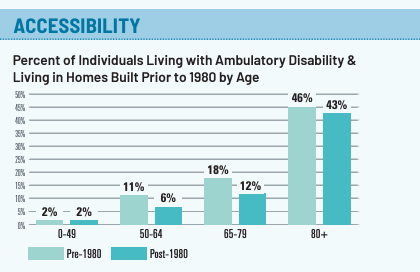 ACCESSIBILITY
Percent of Individuals Living with Ambulatory Disability &
Living in Homes Built Prior to 1980 by Age
50%
45%
40%
35%
30%
25%
20%
15%
10%
5%
0%
2% 2% 11% 6% 18% 12% 46% 43%
0-49 50-64 65-79 80+
Pre-1980 Post-1980